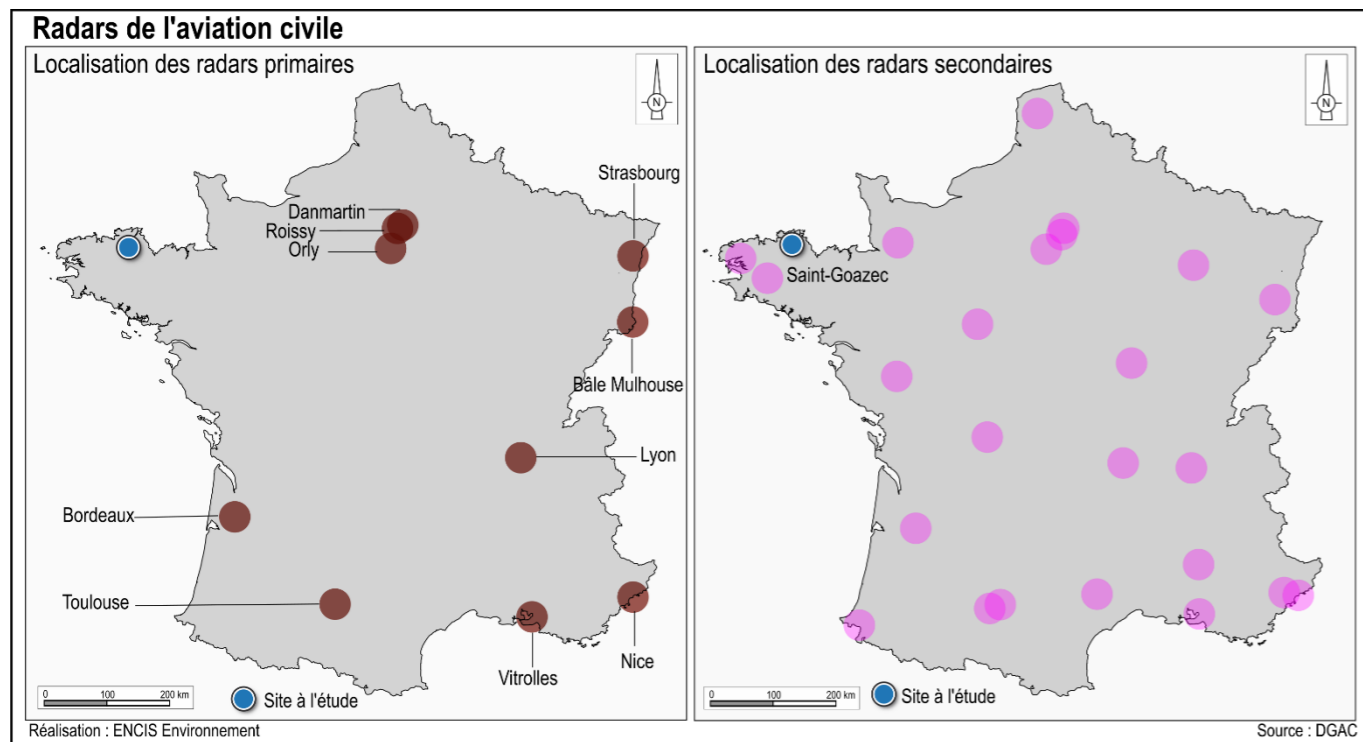 Radars de l'aviation civile
Localisation des radars primaires
N
Strasbourg
Danmartin
Roissy
Orly
Bâle Mulhouse
Lyon
Bordeaux
Toulouse
Nice
Vitrolles
0 100 200 km
Site à l'étude
Localisation des radars secondaires
N
Saint-Goazec
0 100 200 km
Site à l'étude
Réalisation : ENCIS Environnement
Source : DGAC